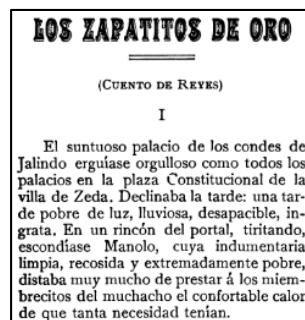 LOS ZAPATITOS DE ORO
(CUENTO DE REYES)
I
El suntuoso palacio de los condes de
Jalindo erguíase orgulloso como todos los
palacios en la plaza Constitucional de la
villa de Zeda. Declinaba la tarde: una tar-
de pobre de luz, lluviosa, desapacible, in-
grata. En un rincón del portal, tiritando,
escondíase Manolo, cuya indumentaria
limpia, recosida y extremadamente pobre,
distaba muy mucho de prestar á los miem-
brecitos del muchacho el confortable calor
de que tanta necesidad tenían.